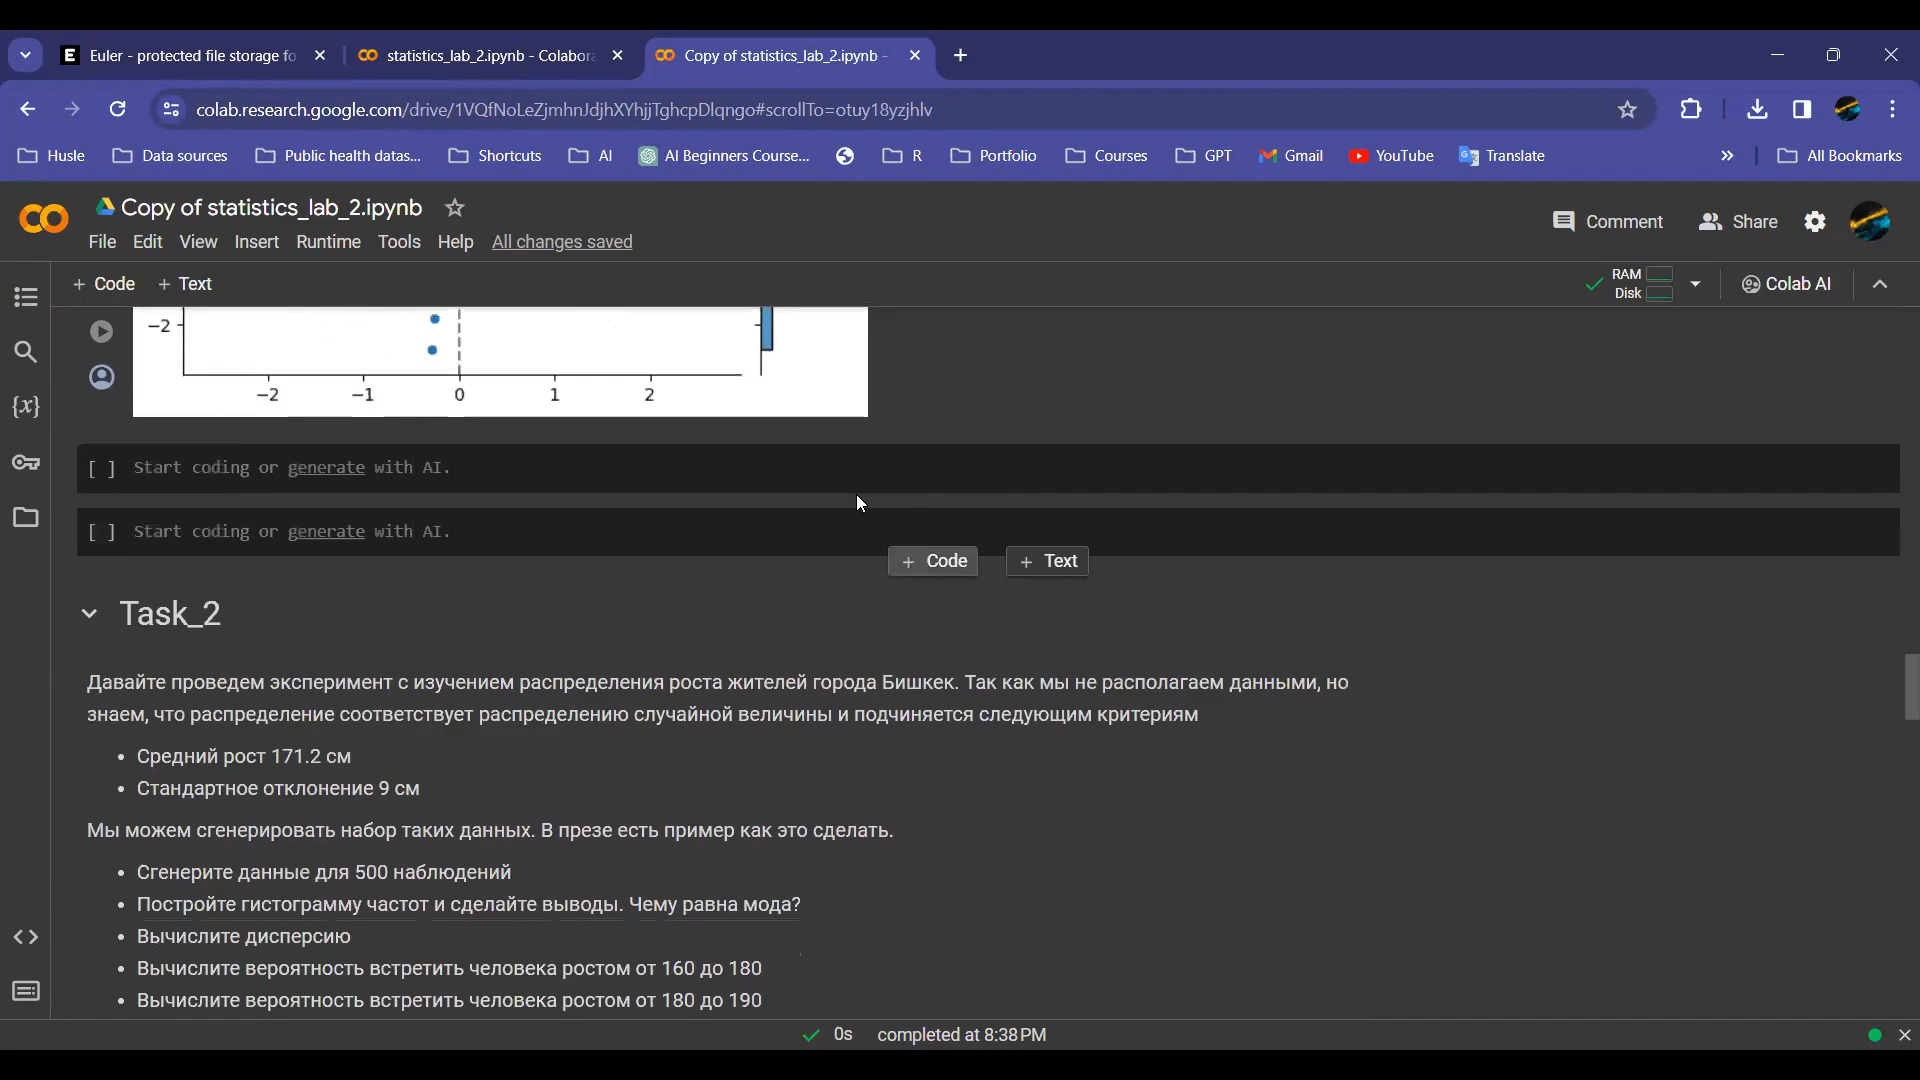 Euler - protected file storage fo
statistics_lab_2.ipynb - Colabora
Copy of statistics_lab_2.ipynb -
colab.research.google.com/drive/1VQfNoLeZjmhnJdjhXYhjjTghcpDlqngo#scrollTo=otuy18yzjhlv
Husle
Data sources
Public health datas...
Shortcuts
AI
AI Beginners Course...
R
Portfolio
Courses
GPT
Gmail
YouTube
Translate
»
All Bookmarks
Copy of statistics_lab_2.ipynb
Comment
Share
File Edit View Insert Runtime Tools Help All changes saved
+ Code + Text
RAM
Disk
Colab AI
−2
−2 −1 0 1 2
{x}
[ ] Start coding or generate with AI.
[ ] Start coding or generate with AI.
+ Code + Text
Task_2
Давайте проведем эксперимент с изучением распределения роста жителей города Бишкек. Так как мы не располагаем данными, но
знаем, что распределение соответствует распределению случайной величины и подчиняется следующим критериям
• Средний рост 171.2 см
• Стандартное отклонение 9 см
Мы можем сгенерировать набор таких данных. В презе есть пример как это сделать.
• Сгенерите данные для 500 наблюдений
• Постройте гистограмму частот и сделайте выводы. Чему равна мода?
• Вычислите дисперсию
• Вычислите вероятность встретить человека ростом от 160 до 180
• Вычислите вероятность встретить человека ростом от 180 до 190
0s completed at 8:38 PM